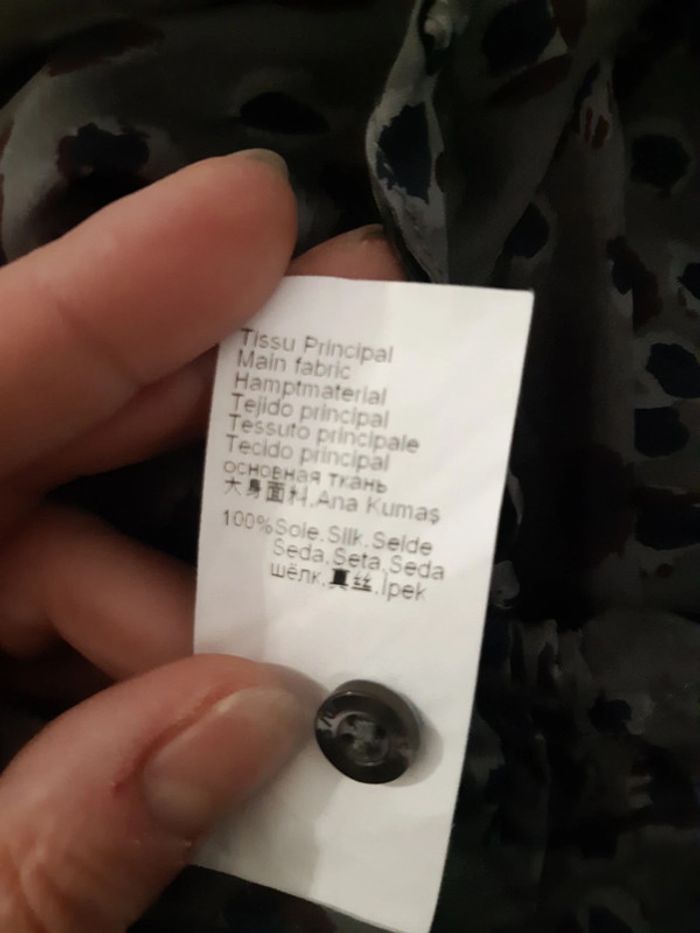 Tissu Principal
Main fabric
Hamptmaterial
Tejido principal
Tessuto principale
Tecido principal
основная ткань
大身面料.Ana Kumaş
100%Soie.Silk.Seide
Seda.Seta.Seda
шёлк.真丝.İpek